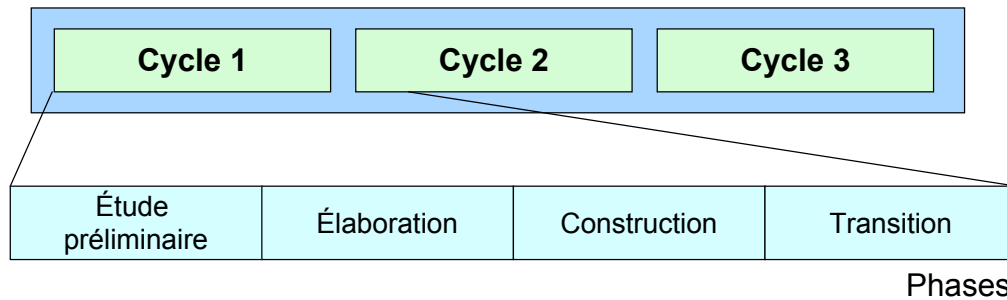 Cycle 1 Cycle 2 Cycle 3
Étude
préliminaire
Élaboration
Construction
Transition
Phases